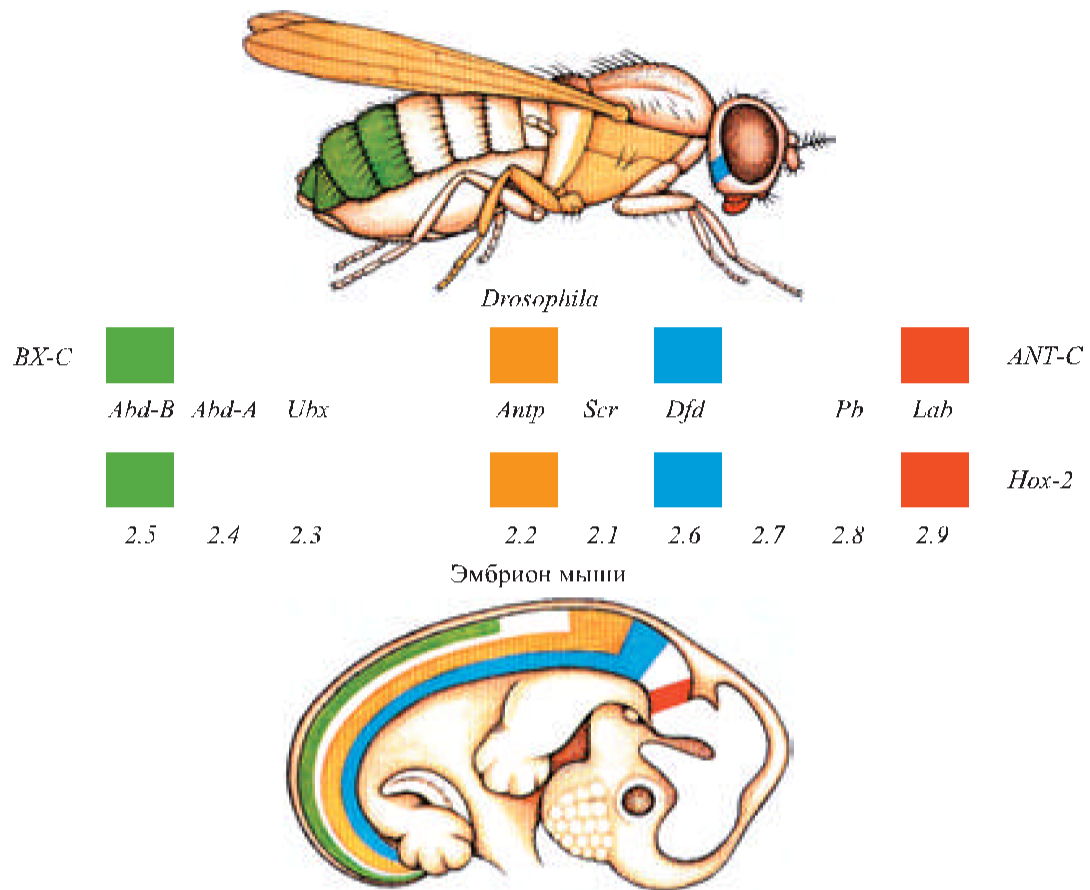 Drosophila
BX-C ANT-C
Abd-B Abd-A Ubx Antp Scr Dfd Pb Lab
Hox-2
2.5 2.4 2.3 2.2 2.1 2.6 2.7 2.8 2.9
Эмбрион мыши